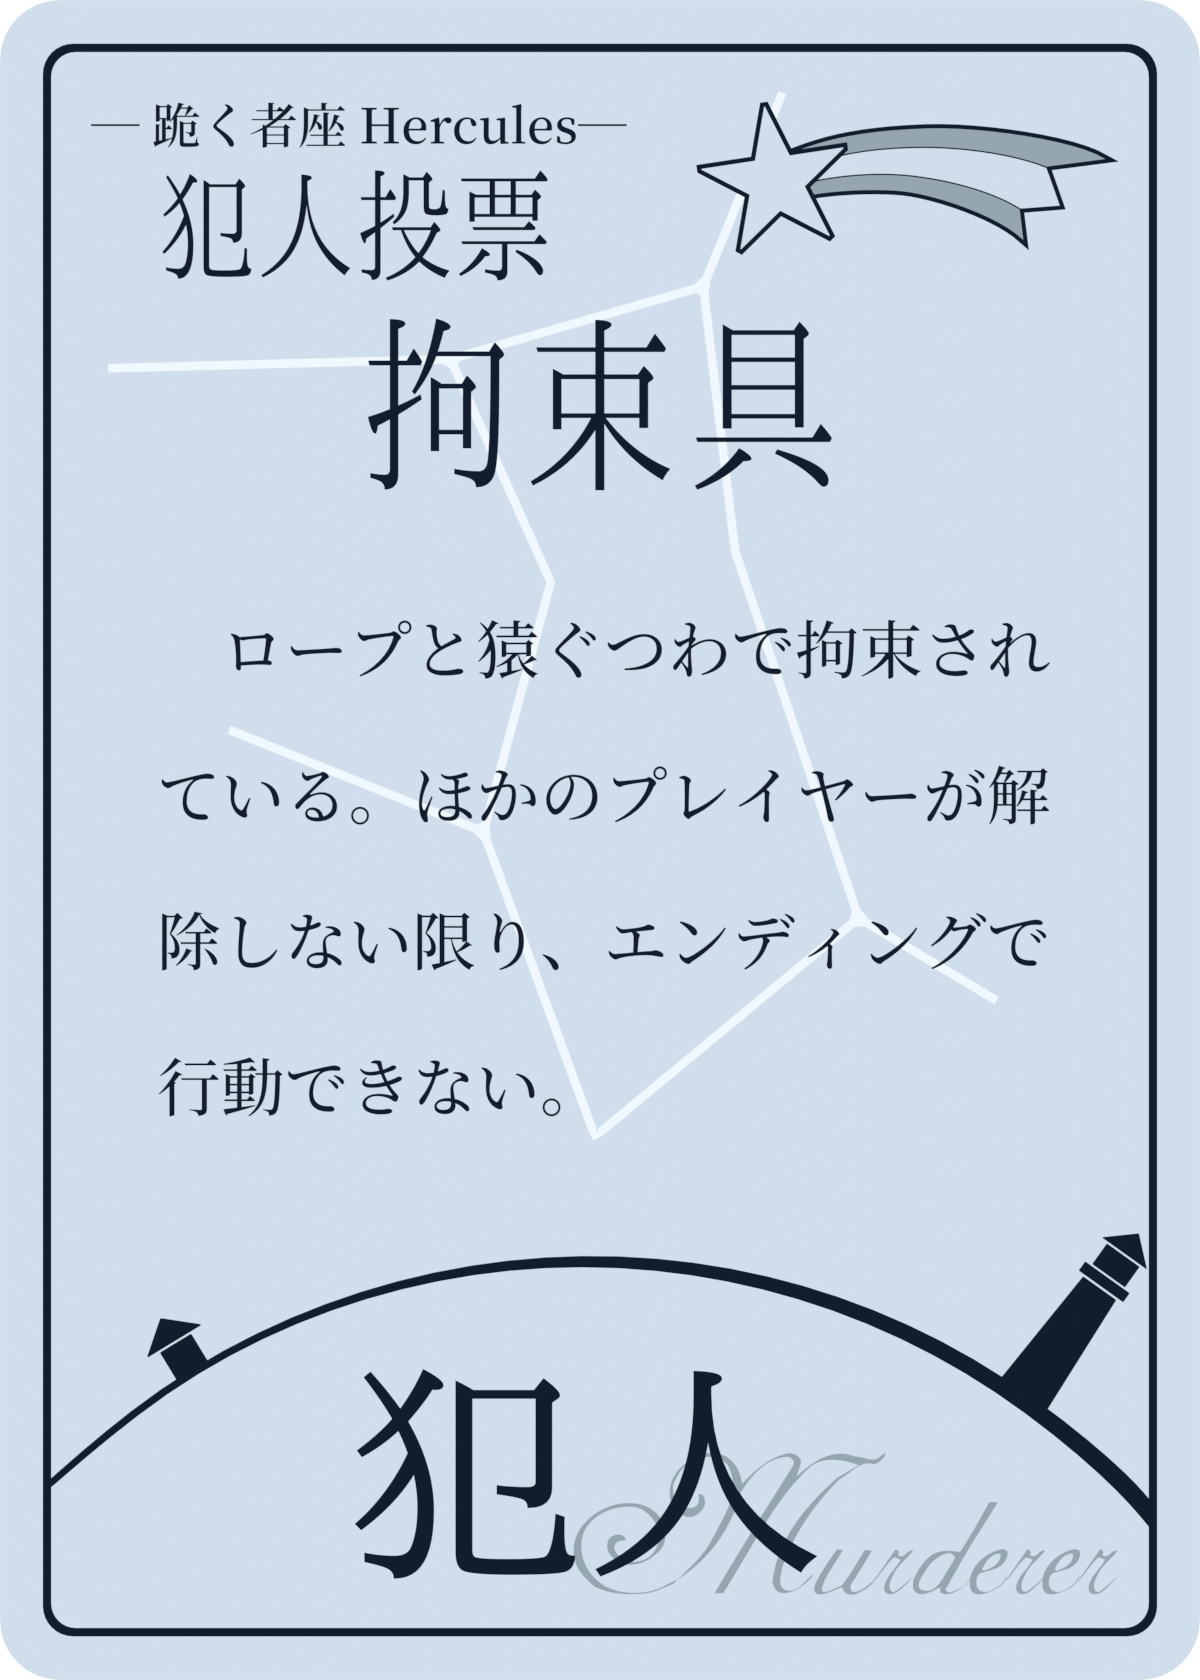 — 跪く者座 Hercules—
犯人投票
拘束具
ロープと猿ぐつわで拘束され
ている。ほかのプレイヤーが解
除しない限り、エンディングで
行動できない。
犯人
Murderer